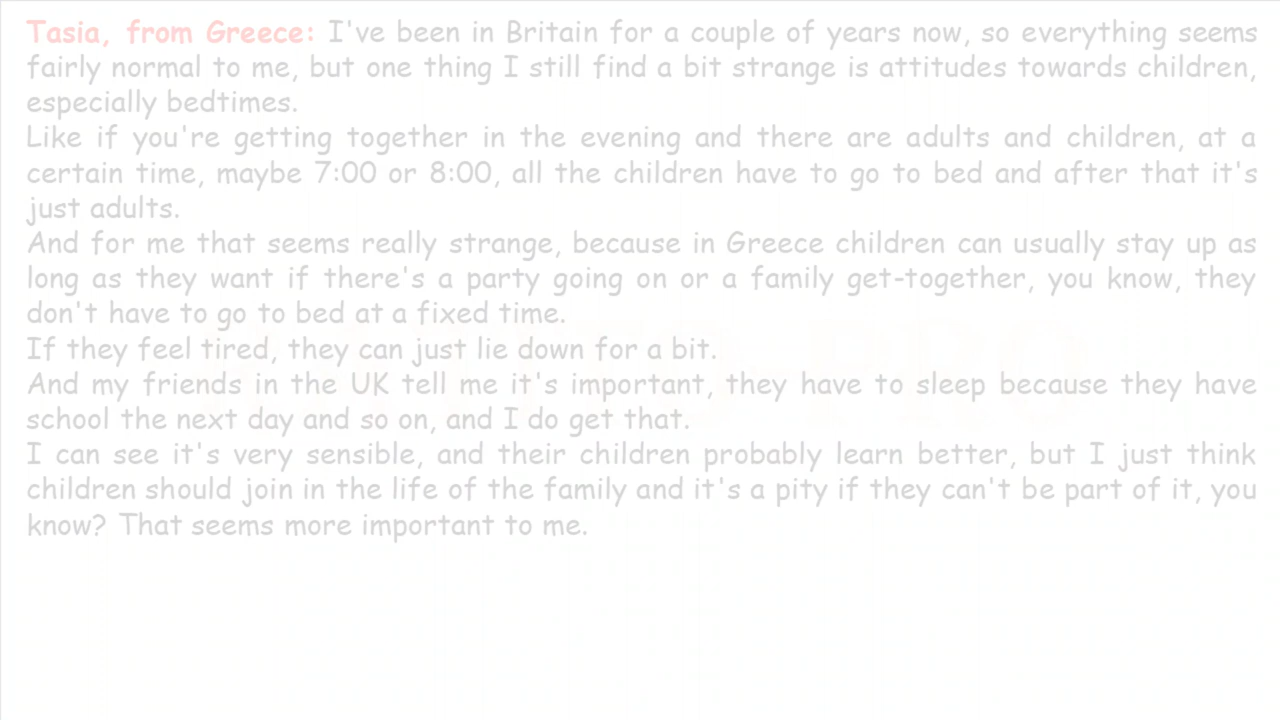 Tasia, from Greece: I've been in Britain for a couple of years now, so everything seems
fairly normal to me, but one thing I still find a bit strange is attitudes towards children,
especially bedtimes.
Like if you're getting together in the evening and there are adults and children, at a
certain time, maybe 7:00 or 8:00, all the children have to go to bed and after that it's
just adults.
And for me that seems really strange, because in Greece children can usually stay up as
long as they want if there's a party going on or a family get-together, you know, they
don't have to go to bed at a fixed time.
If they feel tired, they can just lie down for a bit.
And my friends in the UK tell me it's important, they have to sleep because they have
school the next day and so on, and I do get that.
I can see it's very sensible, and their children probably learn better, but I just think
children should join in the life of the family and it's a pity if they can't be part of it, you
know? That seems more important to me.